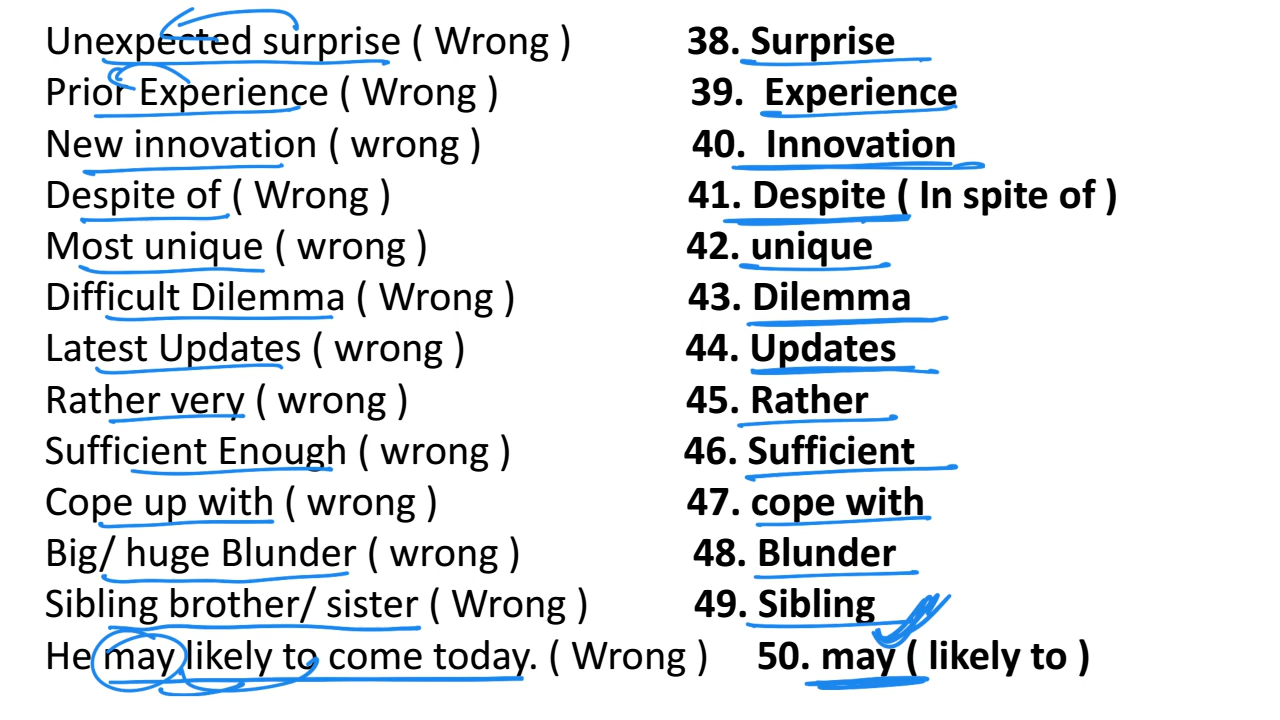 Unexpected surprise ( Wrong ) 38. Surprise
Prior Experience ( Wrong ) 39. Experience
New innovation ( wrong ) 40. Innovation
Despite of ( Wrong ) 41. Despite ( In spite of )
Most unique ( wrong ) 42. unique
Difficult Dilemma ( Wrong ) 43. Dilemma
Latest Updates ( wrong ) 44. Updates
Rather very ( wrong ) 45. Rather
Sufficient Enough ( wrong ) 46. Sufficient
Cope up with ( wrong ) 47. cope with
Big/ huge Blunder ( wrong ) 48. Blunder
Sibling brother/ sister ( Wrong ) 49. Sibling
He may likely to come today. ( Wrong ) 50. may ( likely to )